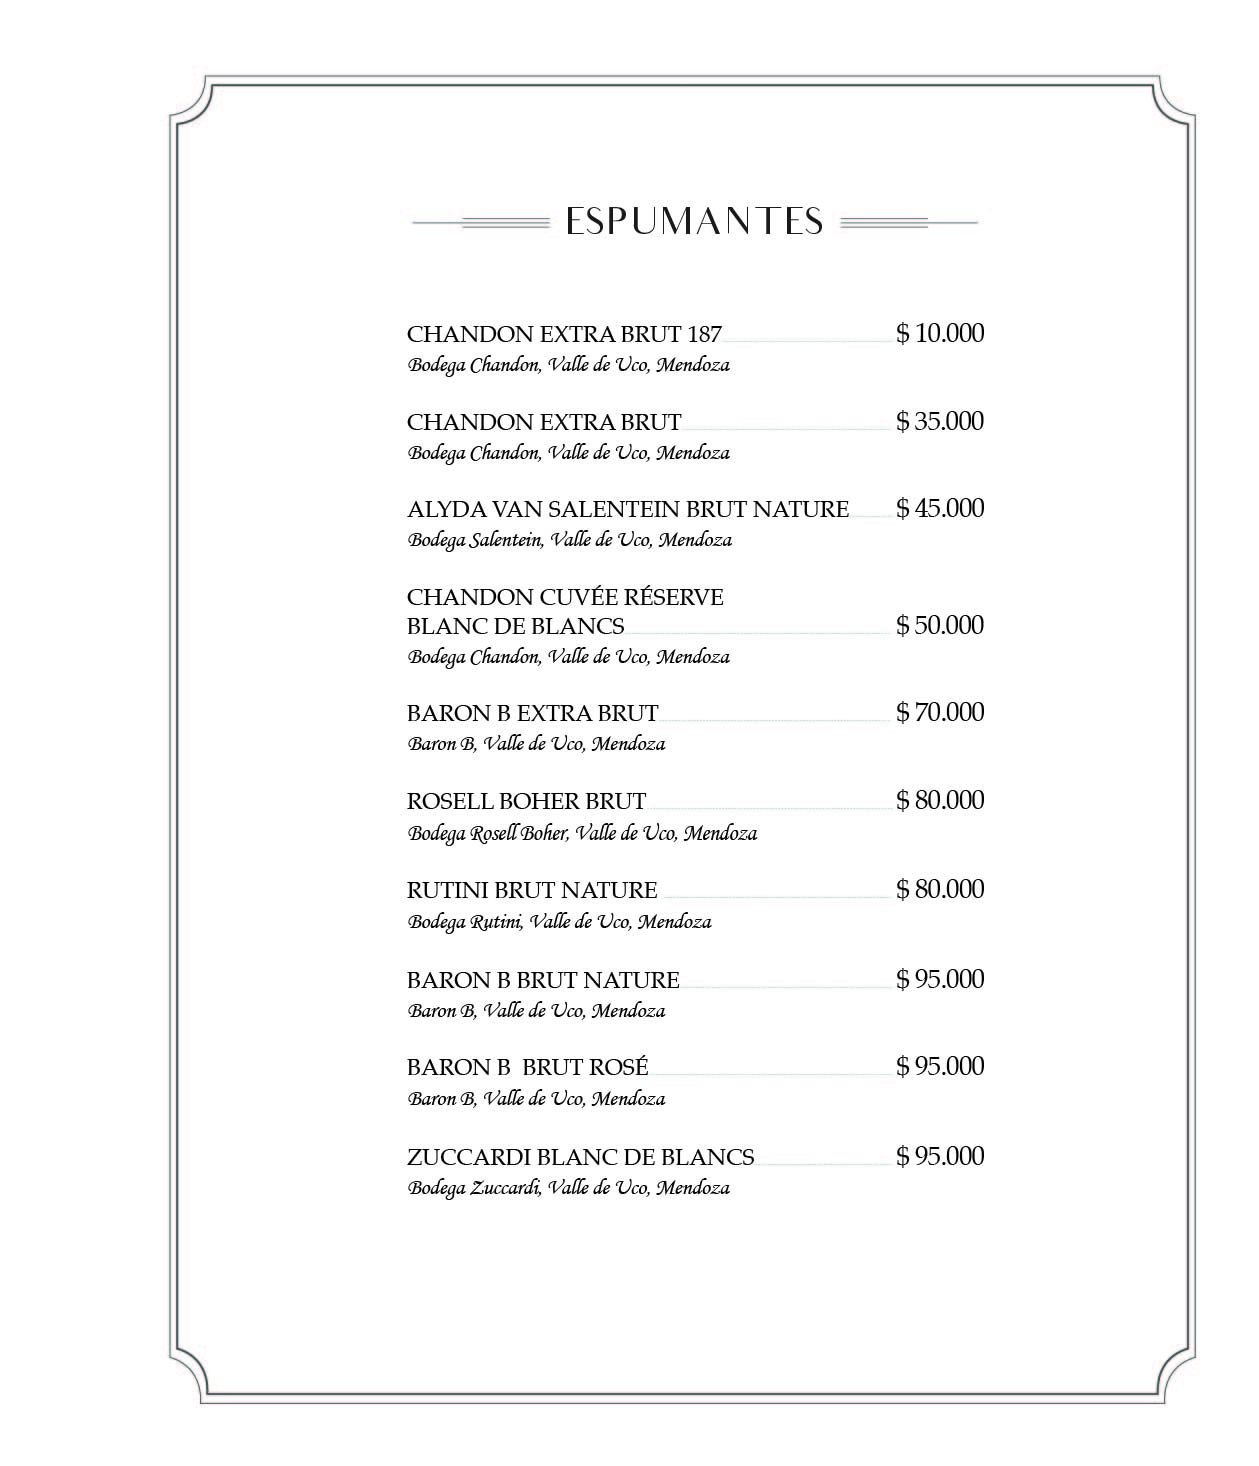 ESPUMANTES
CHANDON EXTRA BRUT 187 $ 10.000
Bodega Chandon, Valle de Uco, Mendoza
CHANDON EXTRA BRUT $ 35.000
Bodega Chandon, Valle de Uco, Mendoza
ALYDA VAN SALENTEIN BRUT NATURE $ 45.000
Bodega Salentein, Valle de Uco, Mendoza
CHANDON CUVÉE RÉSERVE
BLANC DE BLANCS $ 50.000
Bodega Chandon, Valle de Uco, Mendoza
BARON B EXTRA BRUT $ 70.000
Baron B, Valle de Uco, Mendoza
ROSELL BOHER BRUT $ 80.000
Bodega Rosell Boher, Valle de Uco, Mendoza
RUTINI BRUT NATURE $ 80.000
Bodega Rutini, Valle de Uco, Mendoza
BARON B BRUT NATURE $ 95.000
Baron B, Valle de Uco, Mendoza
BARON B BRUT ROSÉ $ 95.000
Baron B, Valle de Uco, Mendoza
ZUCCARDI BLANC DE BLANCS $ 95.000
Bodega Zuccardi, Valle de Uco, Mendoza